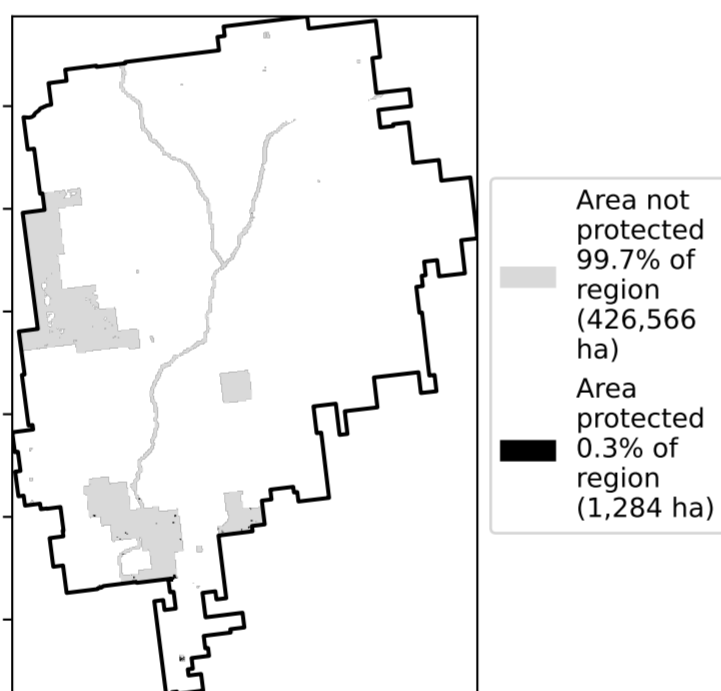 Area not
protected
99.7% of
region
(426,566
ha)
Area
protected
0.3% of
region
(1,284 ha)